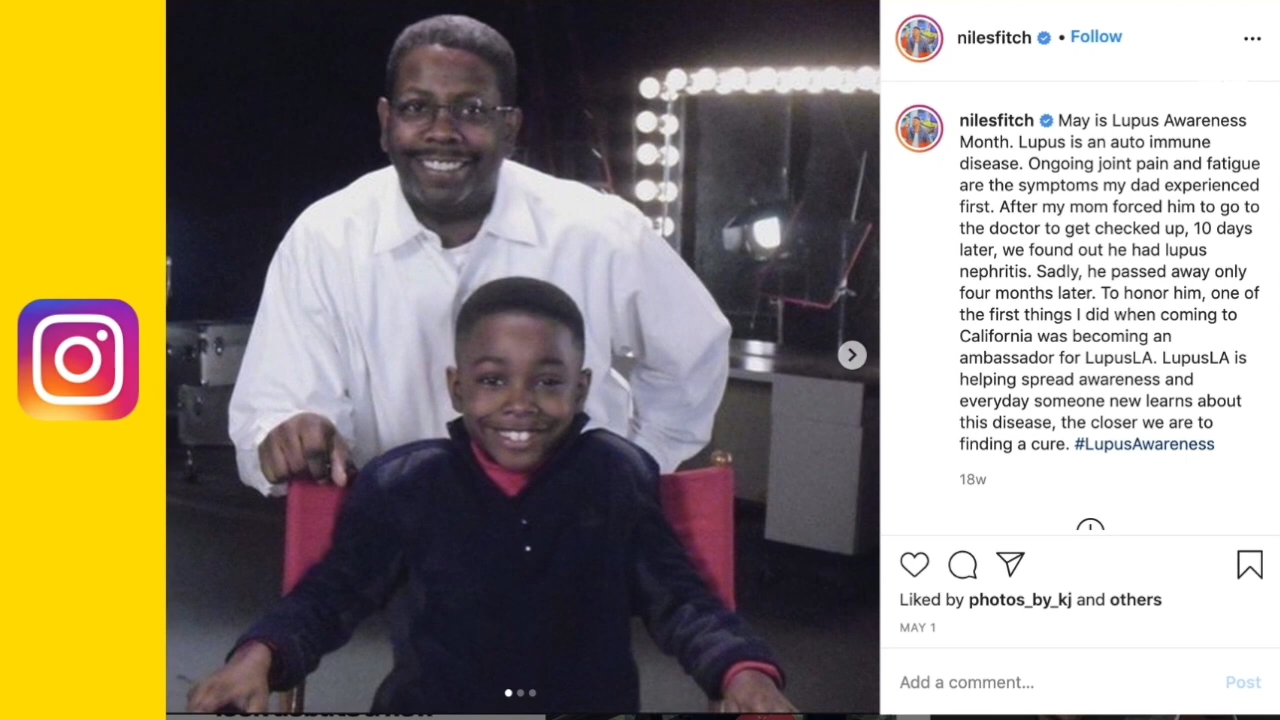 nilesfitch • Follow
nilesfitch May is Lupus Awareness
Month. Lupus is an auto immune
disease. Ongoing joint pain and fatigue
are the symptoms my dad experienced
first. After my mom forced him to go to
the doctor to get checked up, 10 days
later, we found out he had lupus
nephritis. Sadly, he passed away only
four months later. To honor him, one of
the first things I did when coming to
California was becoming an
ambassador for LupusLA. LupusLA is
helping spread awareness and
everyday someone new learns about
this disease, the closer we are to
finding a cure. #LupusAwareness
18w
Liked by photos_by_kj and others
MAY 1
Add a comment... Post